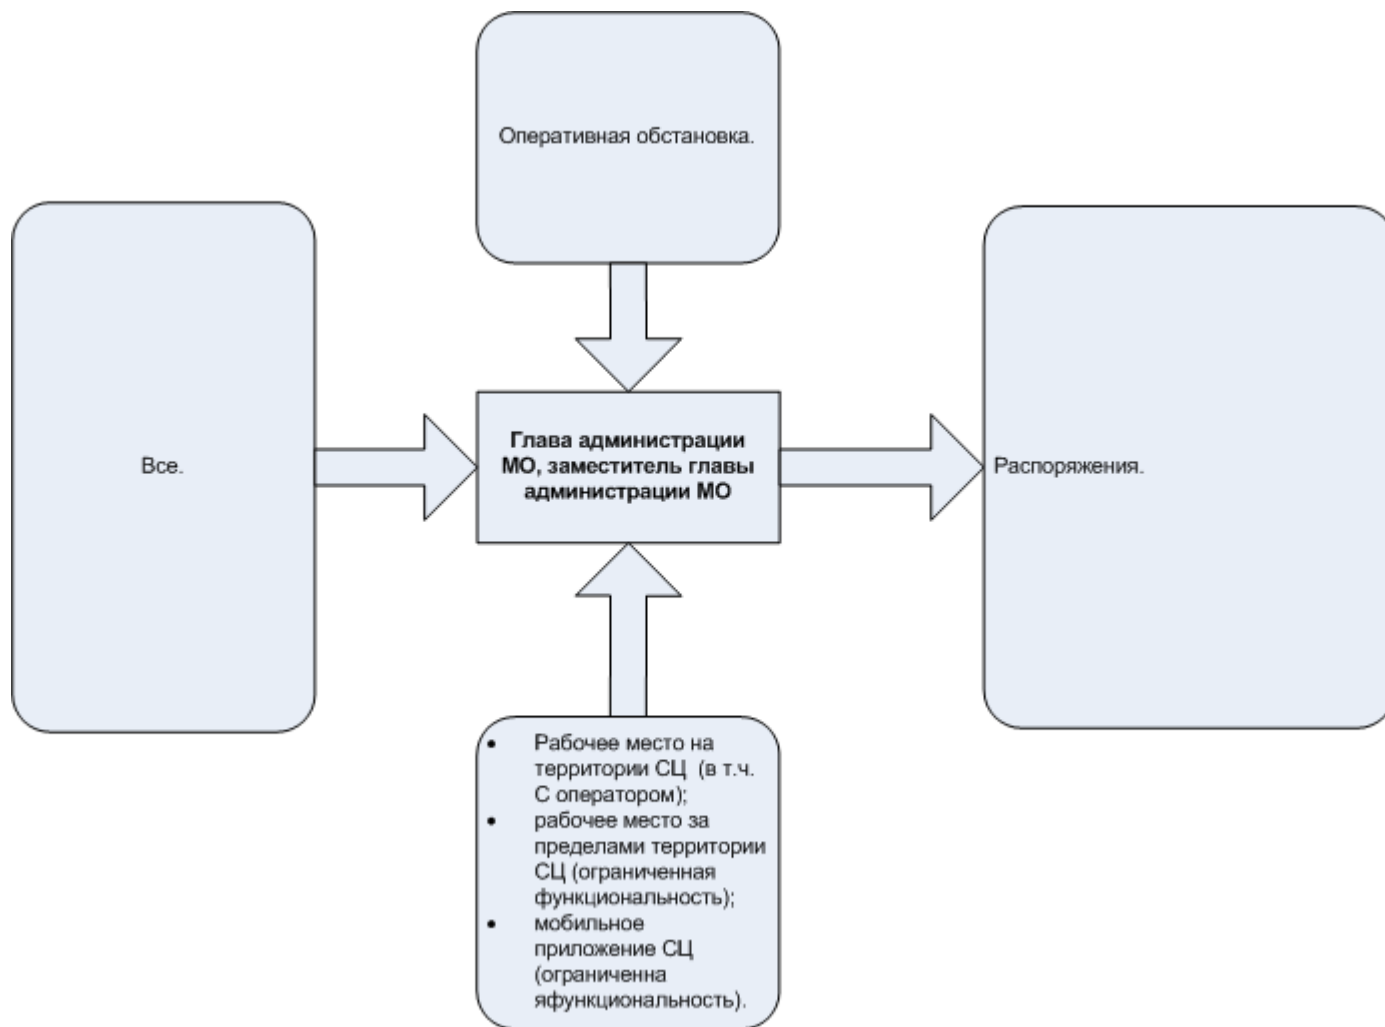 Оперативная обстановка.
Все.
Глава администрации
МО, заместитель главы
администрации МО
Распоряжения.
• Рабочее место на
территории СЦ (в т.ч.
С оператором);
• рабочее место за
пределами территории
СЦ (ограниченная
функциональность);
• мобильное
приложение СЦ
(ограниченна
яфункциональность).